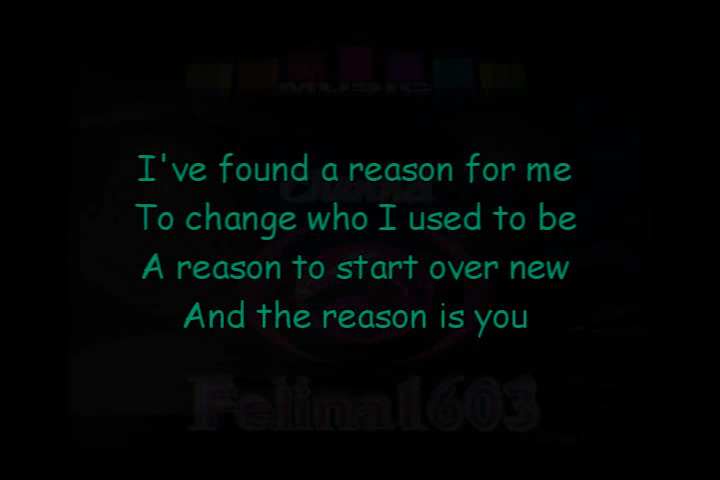 MUSIC
I've found a reason for me
To change who I used to be
A reason to start over new
And the reason is you
Felina1603